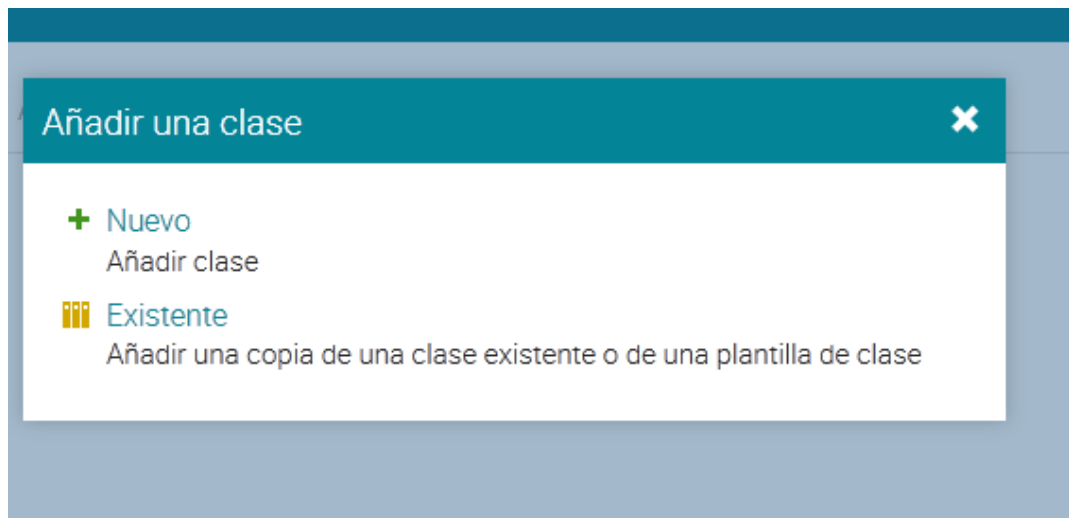 Añadir una clase
Nuevo
Añadir clase
Existente
Añadir una copia de una clase existente o de una plantilla de clase